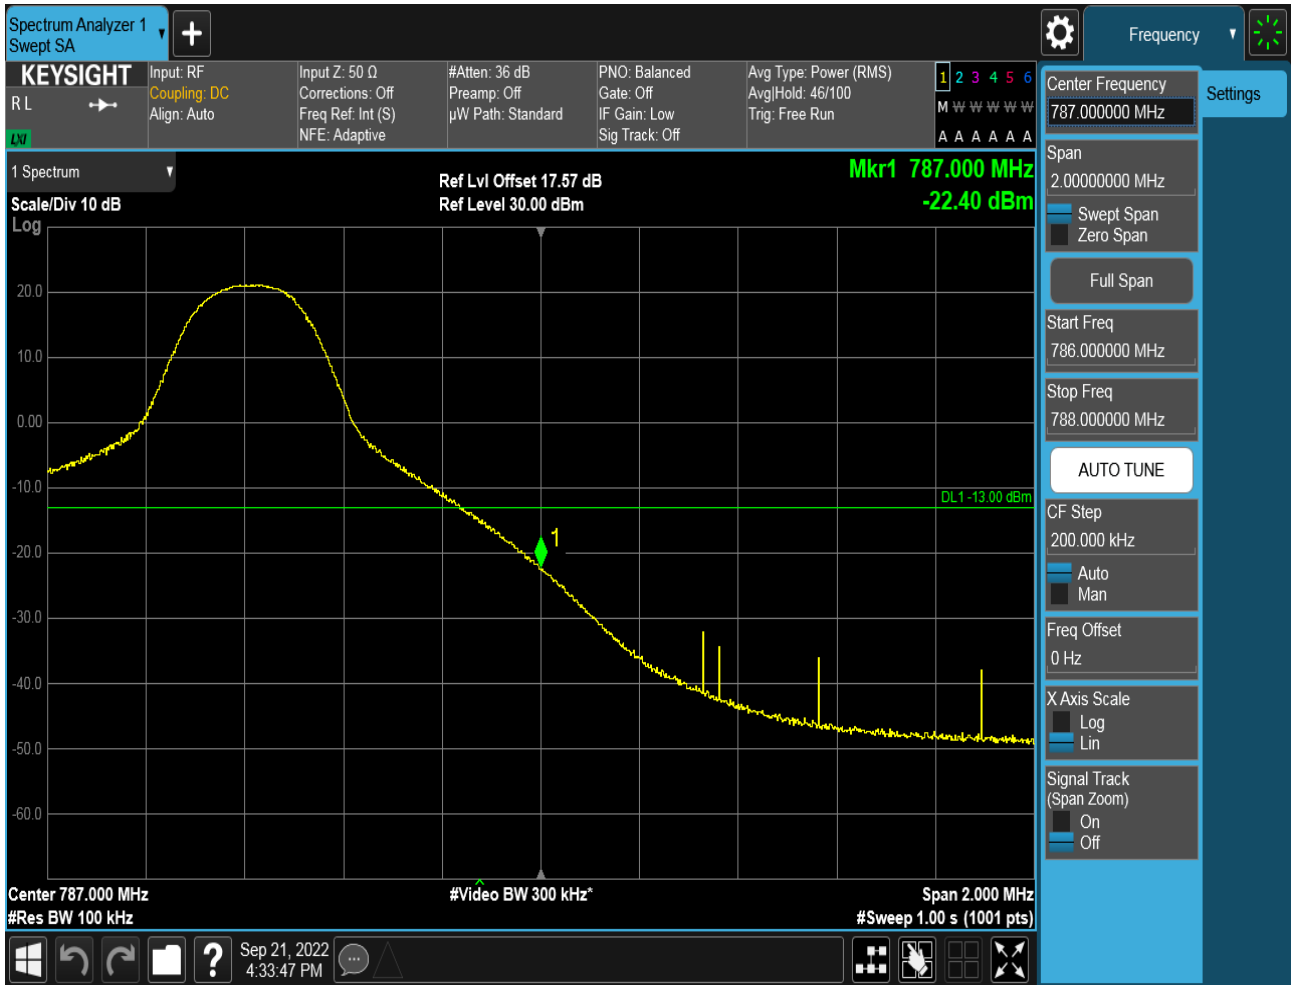 Spectrum Analyzer 1
Swept SA
Frequency
KEYSIGHT
R L
LXI
Input: RF
Coupling: DC
Align: Auto
Input Z: 50 Ω
Corrections: Off
Freq Ref: Int (S)
NFE: Adaptive
#Atten: 36 dB
Preamp: Off
µW Path: Standard
PNO: Balanced
Gate: Off
IF Gain: Low
Sig Track: Off
Avg Type: Power (RMS)
Avg|Hold: 46/100
Trig: Free Run
1 2 3 4 5 6
M W W W W W
A A A A A A
Center Frequency
787.000000 MHz
Settings
1 Spectrum
Scale/Div 10 dB
Log
Ref Lvl Offset 17.57 dB
Ref Level 30.00 dBm
Mkr1 787.000 MHz
-22.40 dBm
20.0
10.0
0.00
-10.0
-20.0
-30.0
-40.0
-50.0
-60.0
DL1 -13.00 dBm
1
Center 787.000 MHz
#Res BW 100 kHz
#Video BW 300 kHz*
Span 2.000 MHz
#Sweep 1.00 s (1001 pts)
Span
2.00000000 MHz
Swept Span
Zero Span
Full Span
Start Freq
786.000000 MHz
Stop Freq
788.000000 MHz
AUTO TUNE
CF Step
200.000 kHz
Auto
Man
Freq Offset
0 Hz
X Axis Scale
Log
Lin
Signal Track
(Span Zoom)
On
Off
?
Sep 21, 2022
4:33:47 PM